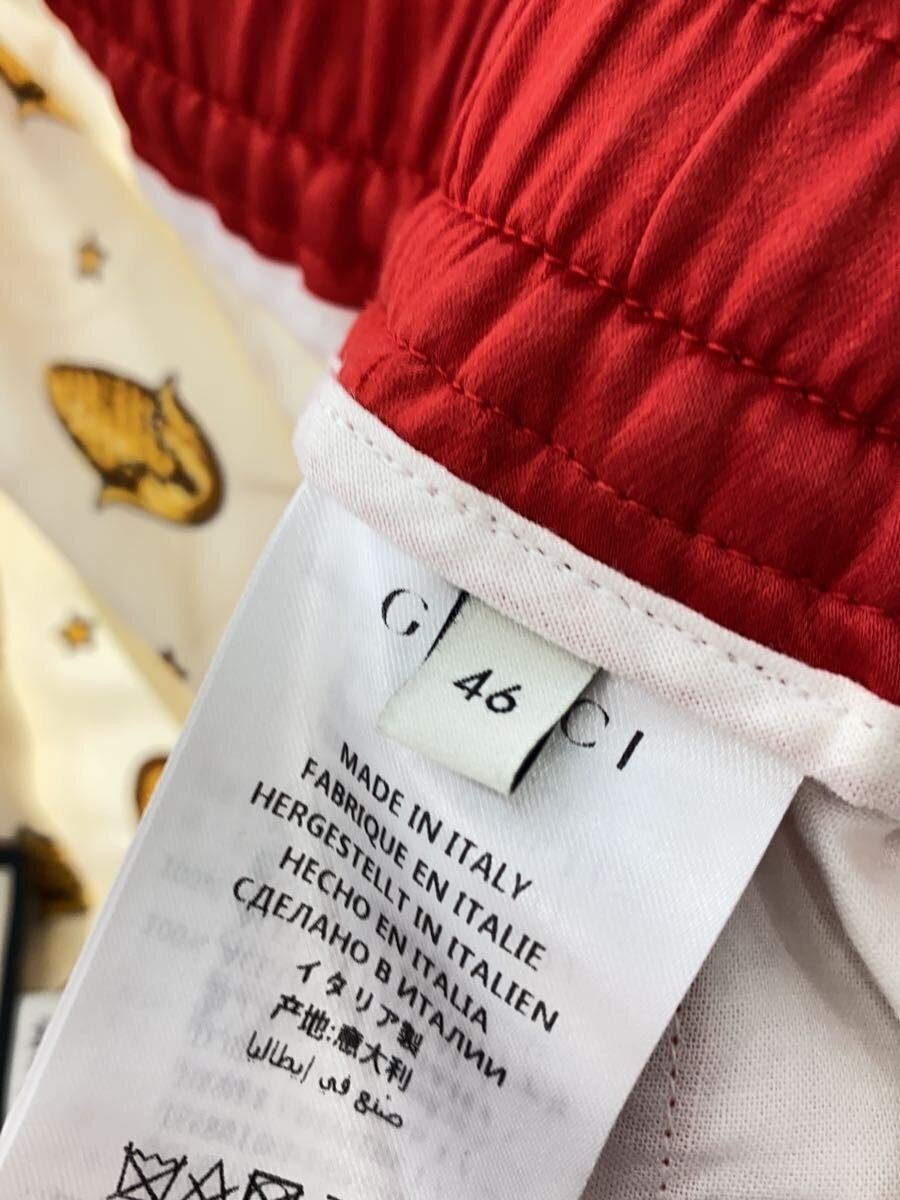 G CI
46
MADE IN ITALY
FABRIQUE EN ITALIE
HERGESTELLT IN ITALIEN
HECHO EN ITALIA
СДЕЛАНО В ИТАЛИИ
イタリア製
产地:意大利
صنع في إيطاليا